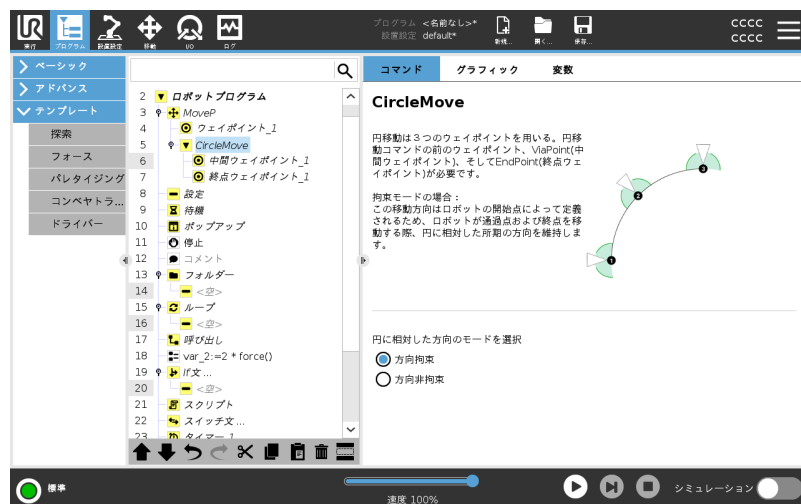 UR
実行
プログラム
設置設定
移動
I/O
ログ
プログラム <名前なし>*
設置設定 default*
新規...
開く...
保存...
cccc
cccc
ベーシック
アドバンス
テンプレート
探索
フォース
パレタイジング
コンベヤトラ...
ドライバー
2 ロボットプログラム
3 MoveP
4 ウェイポイント_1
5 CircleMove
6 中間ウェイポイント_1
7 終点ウェイポイント_1
8 設定
9 待機
10 ポップアップ
11 停止
12 コメント
13 フォルダー
14 <空>
15 ループ
16 <空>
17 呼び出し
18 var_2:=2 * force()
19 If文 ...
20 <空>
21 スクリプト
22 スイッチ文 ...
23 タイマー 1
コマンド
グラフィック
変数
CircleMove
円移動は３つのウェイポイントを用いる。円移
動コマンドの前のウェイポイント、ViaPoint(中
間ウェイポイント)、そしてEndPoint(終点ウェ
イポイント)が必要です。
拘束モードの場合：
この移動方向はロボットの開始点によって定義
されるため、ロボットが通過点および終点を移
動する際、円に相対した所期の方向を維持しま
す。
1
2
3
円に相対した方向のモードを選択
方向拘束
方向非拘束
標準
速度 100%
シミュレーション